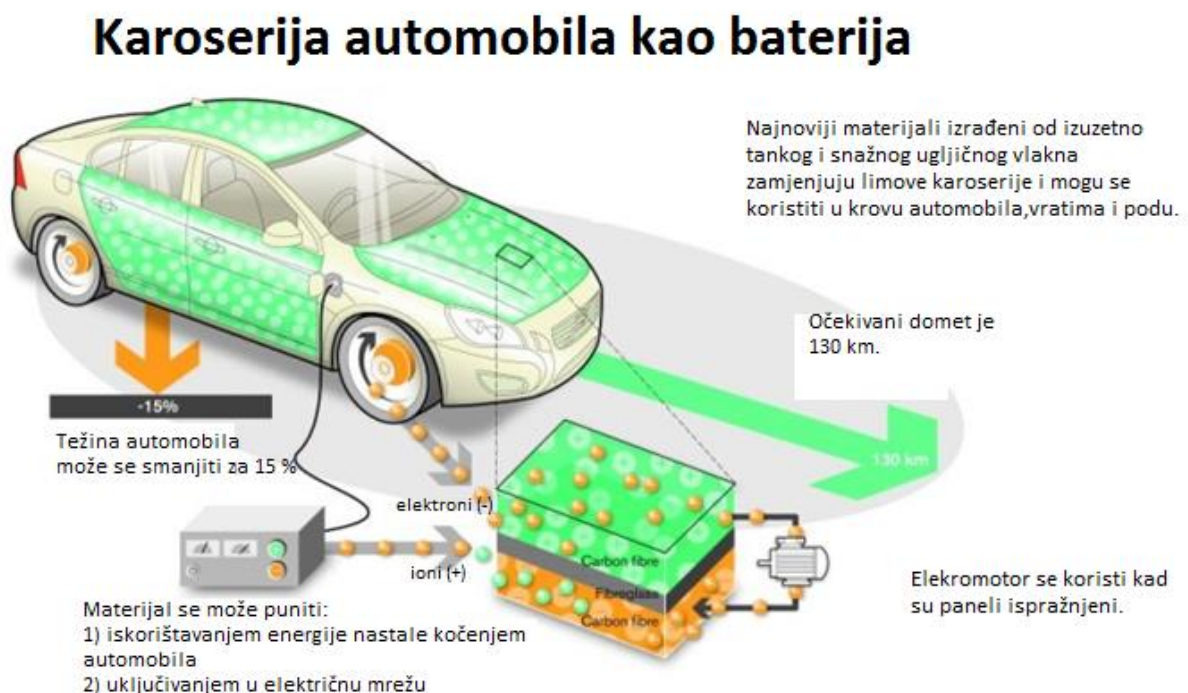 Karoserija automobila kao baterija
Najnoviji materijali izrađeni od izuzetno
tankog i snažnog ugljičnog vlakna
zamjenjuju limove karoserije i mogu se
koristiti u krovu automobila,vratima i podu.
Očekivani domet je
130 km.
-15%
Težina automobila
može se smanjiti za 15 %
130 km
elektroni (-)
ioni (+)
Carbon fibre
Fibreglass
Carbon fibre
Elekromotor se koristi kad
su paneli ispražnjeni.
Materijal se može puniti:
1) iskorištavanjem energije nastale kočenjem
automobila
2) uključivanjem u električnu mrežu